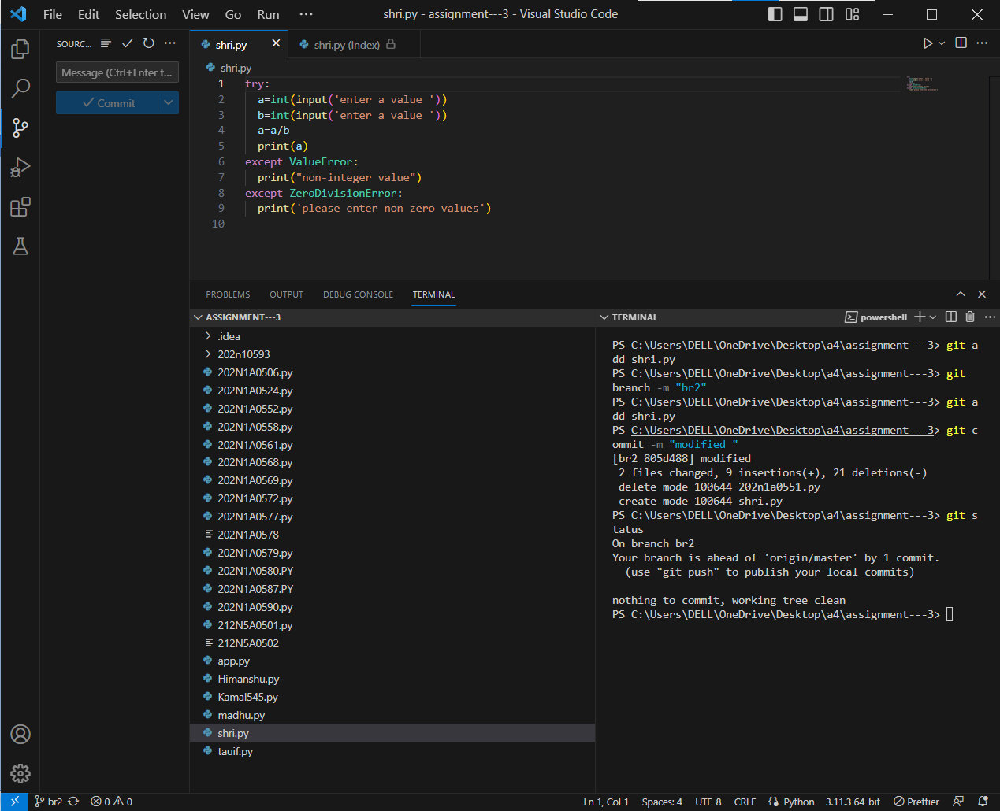 File Edit Selection View Go Run ··· shri.py - assignment---3 - Visual Studio Code
SOURC...
Message (Ctrl+Enter t...
Commit
shri.py
shri.py (Index)
shri.py
1 try:
2 a=int(input('enter a value '))
3 b=int(input('enter a value '))
4 a=a/b
5 print(a)
6 except ValueError:
7 print("non-integer value")
8 except ZeroDivisionError:
9 print('please enter non zero values')
10
PROBLEMS OUTPUT DEBUG CONSOLE TERMINAL
ASSIGNMENT---3
.idea
202n10593
202N1A0506.py
202N1A0524.py
202N1A0552.py
202N1A0558.py
202N1A0561.py
202N1A0568.py
202N1A0569.py
202N1A0572.py
202N1A0577.py
202N1A0578
202N1A0579.py
202N1A0580.PY
202N1A0587.PY
202N1A0590.py
212N5A0501.py
212N5A0502
app.py
Himanshu.py
Kamal545.py
madhu.py
shri.py
tauif.py
TERMINAL
powershell
PS C:\Users\DELL\OneDrive\Desktop\a4\assignment---3> git a
dd shri.py
PS C:\Users\DELL\OneDrive\Desktop\a4\assignment---3> git
branch -m "br2"
PS C:\Users\DELL\OneDrive\Desktop\a4\assignment---3> git a
dd shri.py
PS C:\Users\DELL\OneDrive\Desktop\a4\assignment---3> git c
ommit -m "modified "
[br2 805d488] modified
2 files changed, 9 insertions(+), 21 deletions(-)
delete mode 100644 202n1a0551.py
create mode 100644 shri.py
PS C:\Users\DELL\OneDrive\Desktop\a4\assignment---3> git s
tatus
On branch br2
Your branch is ahead of 'origin/master' by 1 commit.
(use "git push" to publish your local commits)
nothing to commit, working tree clean
PS C:\Users\DELL\OneDrive\Desktop\a4\assignment---3>
br2 0 0 Ln 1, Col 1 Spaces: 4 UTF-8 CRLF Python 3.11.3 64-bit Prettier